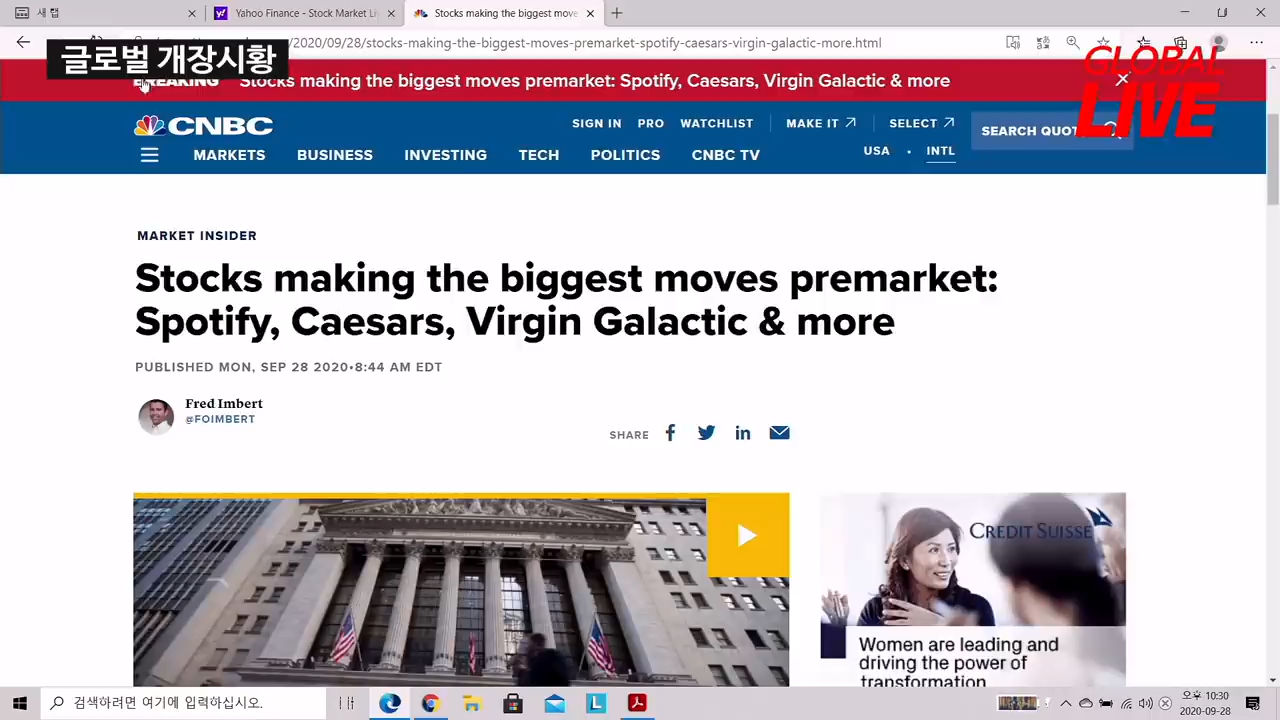 새 탭
Yahoo Finance - Stock Market Li
Stocks making the biggest move
/2020/09/28/stocks-making-the-biggest-moves-premarket-spotify-caesars-virgin-galactic-more.html
글로벌 개장시황
GLOBAL
LIVE
BREAKING
Stocks making the biggest moves premarket: Spotify, Caesars, Virgin Galactic & more
CNBC
SIGN IN
PRO
WATCHLIST
MAKE IT
SELECT
SEARCH QUOT
MARKETS
BUSINESS
INVESTING
TECH
POLITICS
CNBC TV
USA
INTL
MARKET INSIDER
Stocks making the biggest moves premarket:
Spotify, Caesars, Virgin Galactic & more
PUBLISHED MON, SEP 28 2020•8:44 AM EDT
Fred Imbert
@FOIMBERT
SHARE
CREDIT SUISSE
Women are leading and
driving the power of
transformation
검색하려면 여기에 입력하십시오.
오후 10:30
2020-09-28